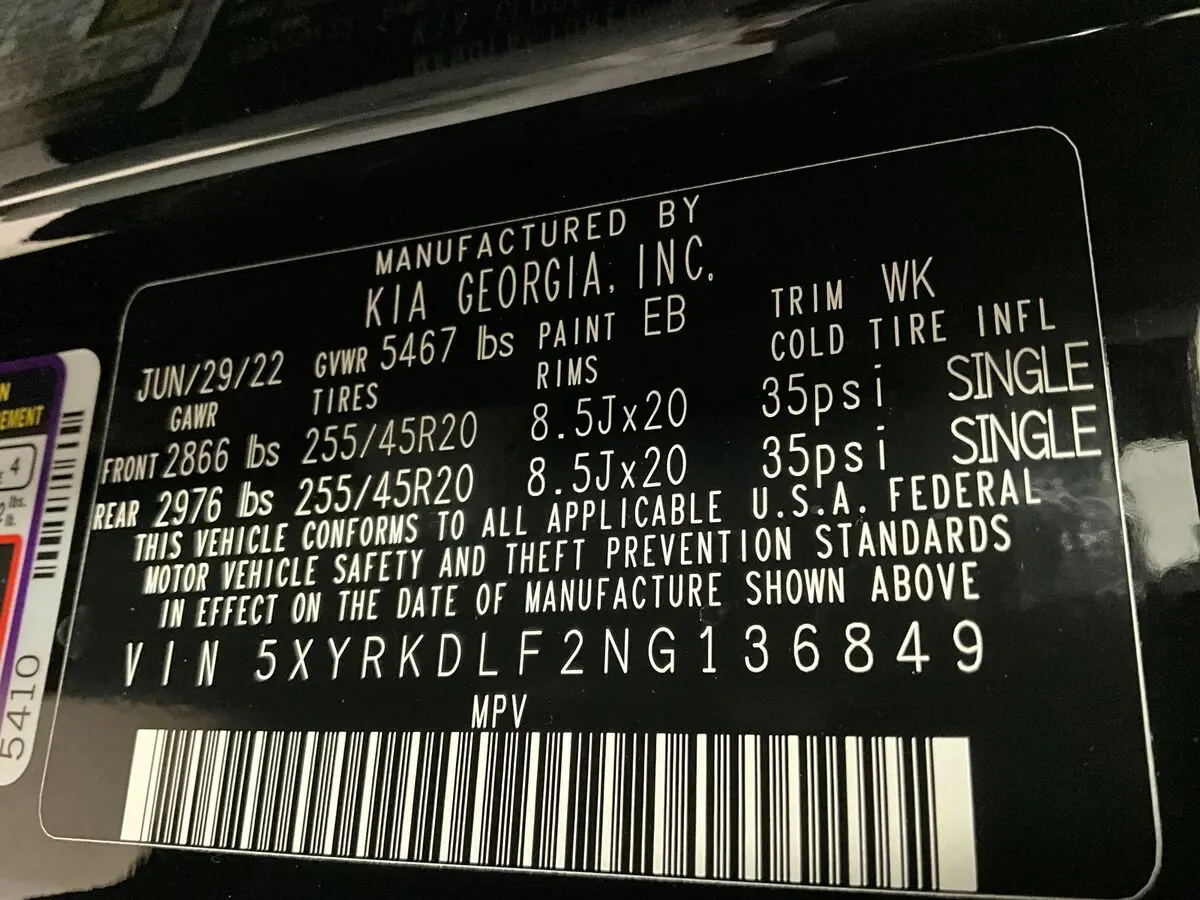 MANUFACTURED BY
KIA GEORGIA, INC.
JUN/29/22 GVWR 5467 lbs PAINT EB TRIM WK
GAWR TIRES RIMS COLD TIRE INFL
FRONT 2866 lbs 255/45R20 8.5Jx20 35psi SINGLE
REAR 2976 lbs 255/45R20 8.5Jx20 35psi SINGLE
THIS VEHICLE CONFORMS TO ALL APPLICABLE U.S.A. FEDERAL
MOTOR VEHICLE SAFETY AND THEFT PREVENTION STANDARDS
IN EFFECT ON THE DATE OF MANUFACTURE SHOWN ABOVE
VIN 5XYRKDLF2NG136849
MPV
4
lbs.
5410